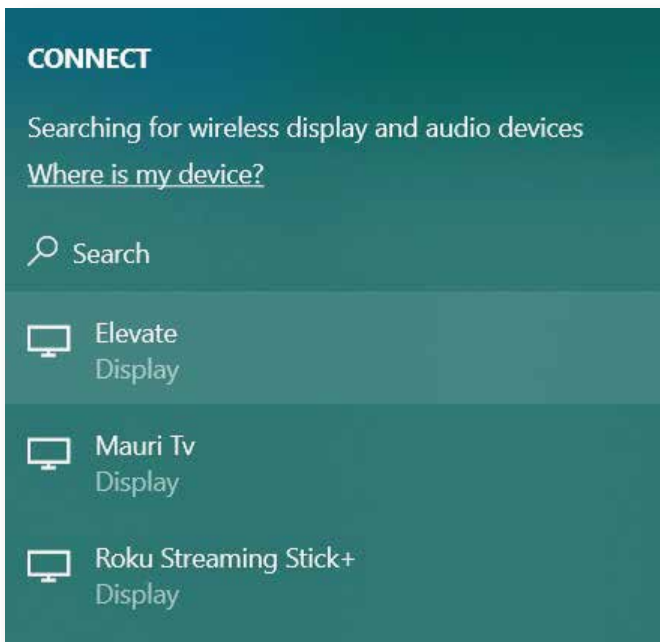 CONNECT
Searching for wireless display and audio devices
Where is my device?
Search
Elevate
Display
Mauri Tv
Display
Roku Streaming Stick+
Display